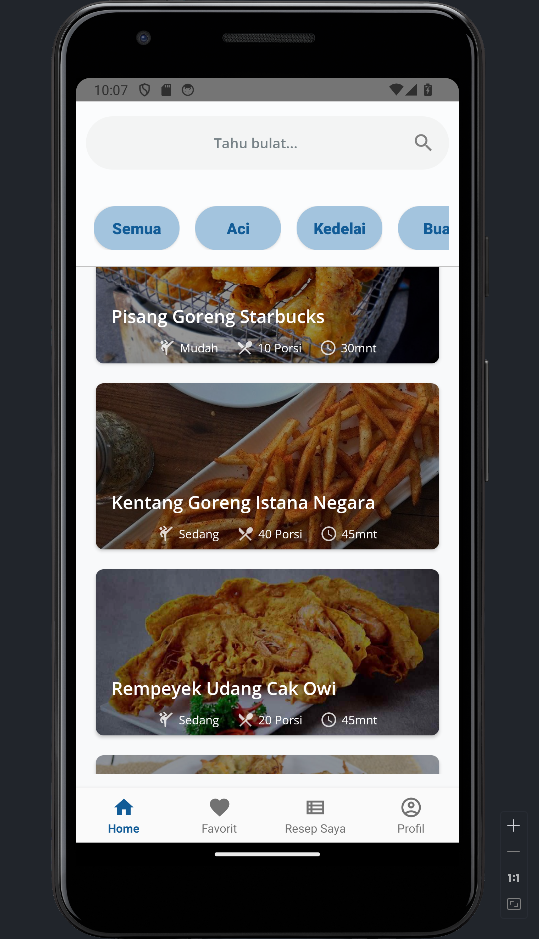 10:07
Tahu bulat...
Semua Aci Kedelai Bua
Pisang Goreng Starbucks
Mudah 10 Porsi 30mnt
Kentang Goreng Istana Negara
Sedang 40 Porsi 45mnt
Rempeyek Udang Cak Owi
Sedang 20 Porsi 45mnt
Home Favorit Resep Saya Profil
1:1